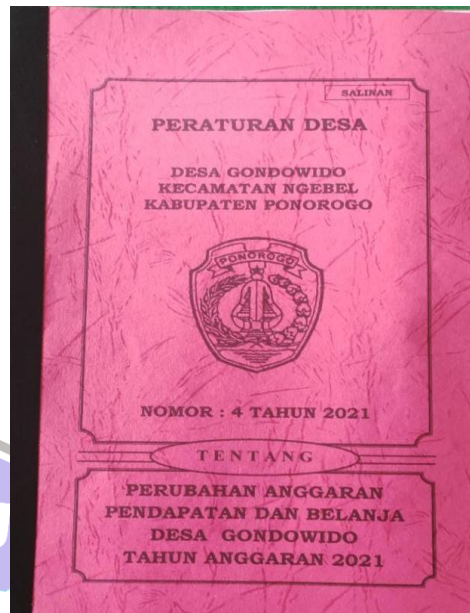 SALINAN
PERATURAN DESA
DESA GONDOWIDO
KECAMATAN NGEBEL
KABUPATEN PONOROGO
PONOROGO
NOMOR : 4 TAHUN 2021
TENTANG
PERUBAHAN ANGGARAN
PENDAPATAN DAN BELANJA
DESA GONDOWIDO
TAHUN ANGGARAN 2021